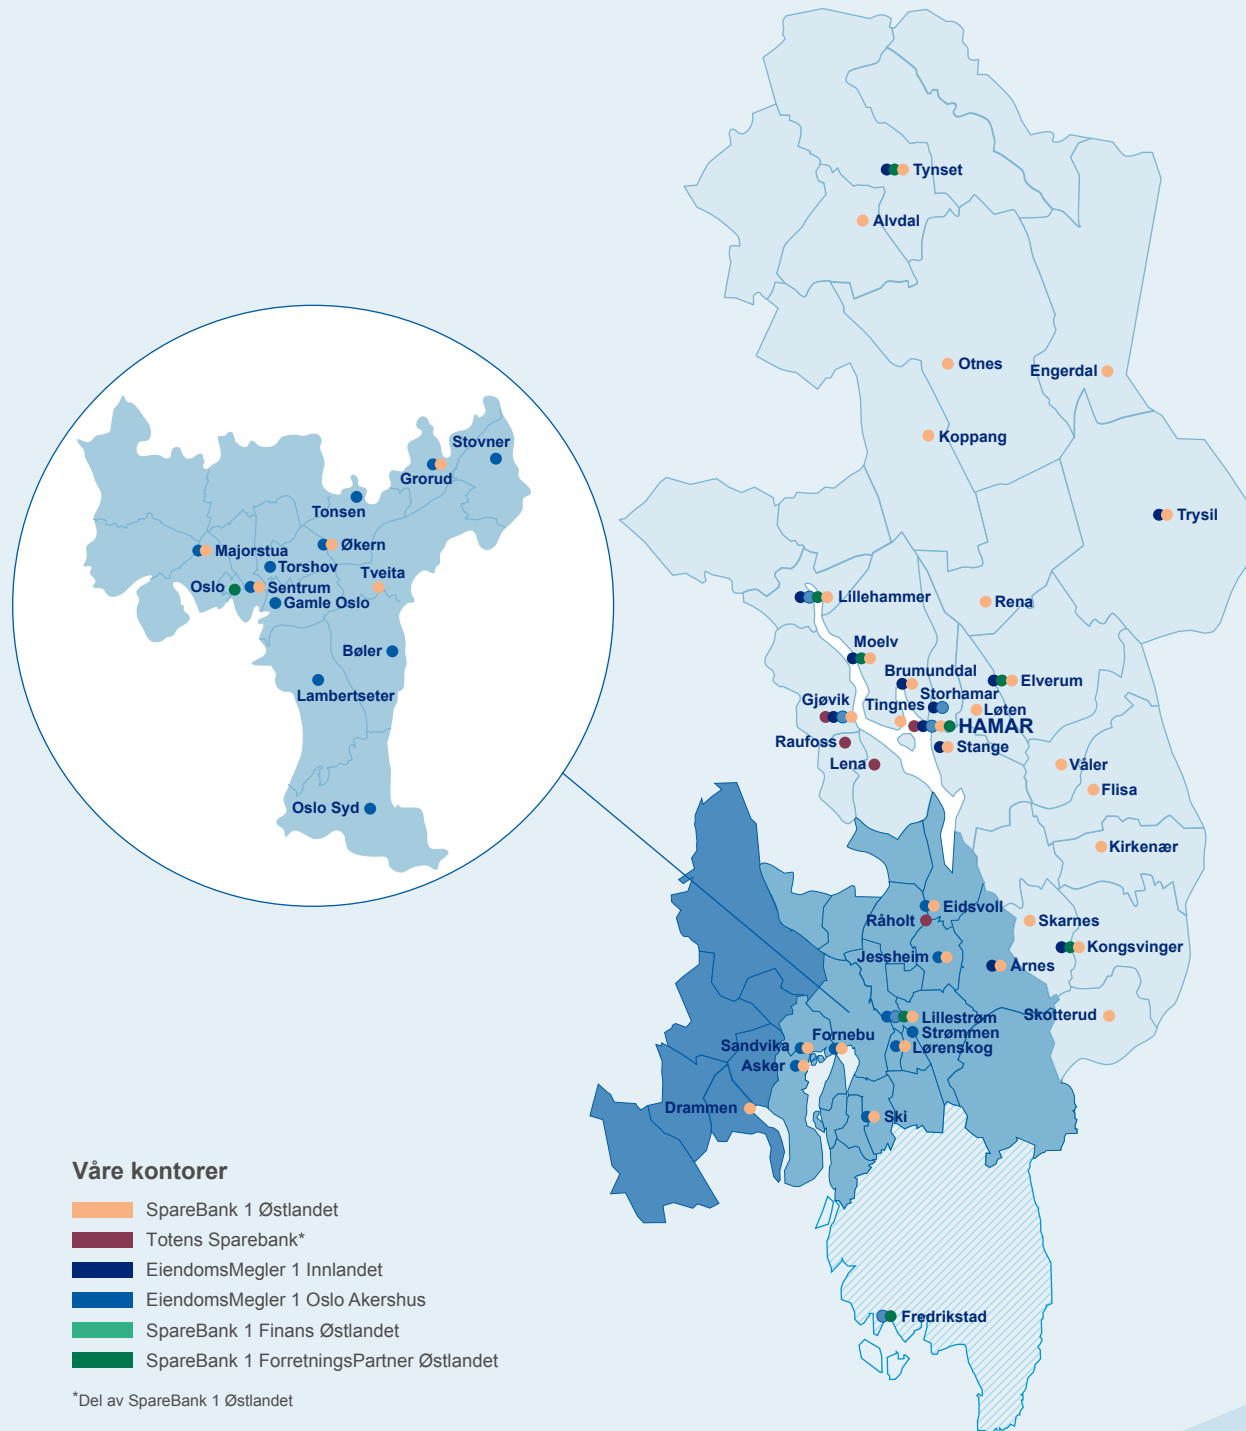 Tynset
Alvdal
Otnes
Engerdal
Koppang
Trysil
Stovner
Grorud
Tonsen
Økern
Majorstua
Torshov
Tveita
Oslo
Sentrum
Gamle Oslo
Bøler
Lambertseter
Oslo Syd
Lillehammer
Rena
Moelv
Brumunddal
Elverum
Storhamar
Gjøvik
Tingnes
Løten
HAMAR
Raufoss
Stange
Lena
Våler
Flisa
Kirkenær
Eidsvoll
Råholt
Skarnes
Kongsvinger
Jessheim
Årnes
Lillestrøm
Skotterud
Strømmen
Fornebu
Sandvika
Lørenskog
Asker
Drammen
Ski
Fredrikstad
Våre kontorer
SpareBank 1 Østlandet
Totens Sparebank*
EiendomsMegler 1 Innlandet
EiendomsMegler 1 Oslo Akershus
SpareBank 1 Finans Østlandet
SpareBank 1 ForretningsPartner Østlandet
*Del av SpareBank 1 Østlandet